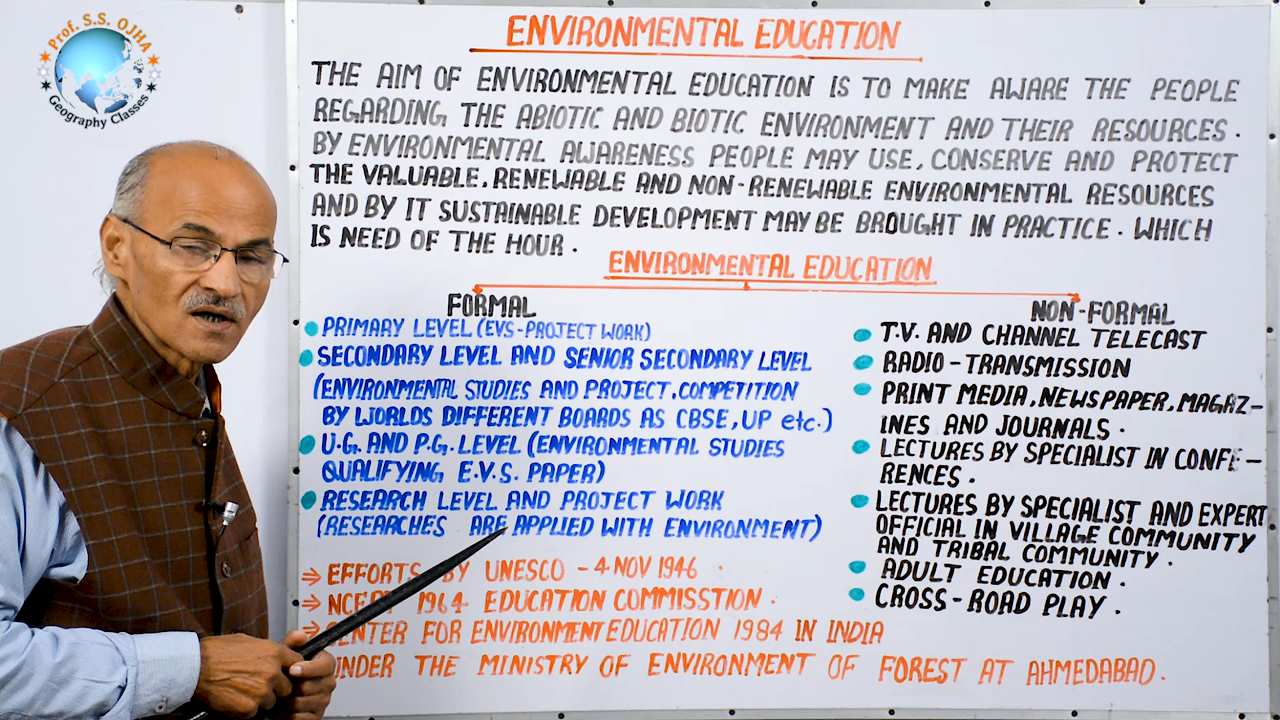 Prof. S.S. OJHA
Geography Classes
ENVIRONMENTAL EDUCATION
THE AIM OF ENVIRONMENTAL EDUCATION IS TO MAKE AWARE THE PEOPLE
REGARDING THE ABIOTIC AND BIOTIC ENVIRONMENT AND THEIR RESOURCES.
BY ENVIRONMENTAL AWARENESS PEOPLE MAY USE, CONSERVE AND PROTECT
THE VALUABLE, RENEWABLE AND NON-RENEWABLE ENVIRONMENTAL RESOURCES
AND BY IT SUSTAINABLE DEVELOPMENT MAY BE BROUGHT IN PRACTICE. WHICH
IS NEED OF THE HOUR.
ENVIRONMENTAL EDUCATION
FORMAL
PRIMARY LEVEL (EVS-PROJECT WORK)
SECONDARY LEVEL AND SENIOR SECONDARY LEVEL
(ENVIRONMENTAL STUDIES AND PROJECT, COMPETITION
BY WORLDS DIFFERENT BOARDS AS CBSE, UP etc.)
U.G. AND P.G. LEVEL (ENVIRONMENTAL STUDIES
QUALIFYING E.V.S. PAPER)
RESEARCH LEVEL AND PROJECT WORK
(RESEARCHES ARE APPLIED WITH ENVIRONMENT)
NON-FORMAL
T.V. AND CHANNEL TELECAST
RADIO-TRANSMISSION
PRINT MEDIA, NEWSPAPER, MAGAZ-
INES AND JOURNALS.
LECTURES BY SPECIALIST IN CONFE-
RENCES.
LECTURES BY SPECIALIST AND EXPERT
OFFICIAL IN VILLAGE COMMUNITY
AND TRIBAL COMMUNITY.
ADULT EDUCATION.
CROSS-ROAD PLAY.
⇒ EFFORTS BY UNESCO - 4 NOV 1946
⇒ 1964 EDUCATION COMMISSTION.
⇒ CENTER FOR ENVIRONMENT EDUCATION 1984 IN INDIA
UNDER THE MINISTRY OF ENVIRONMENT OF FOREST AT AHMEDABAD.